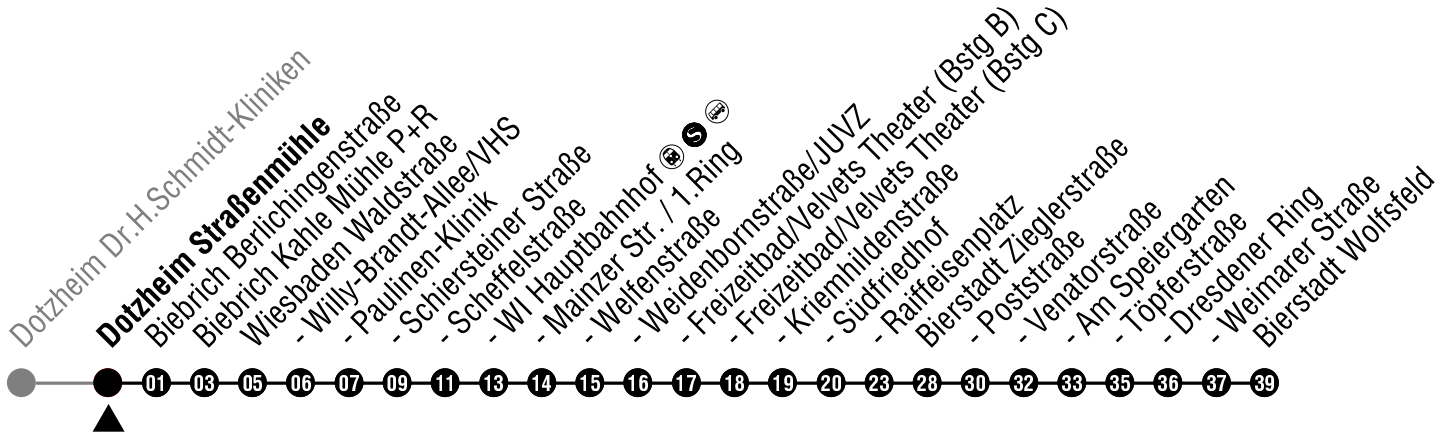 Dotzheim Dr.H.Schmidt-Kliniken
Dotzheim Straßenmühle
Biebrich Berlichingenstraße
Biebrich Kahle Mühle P+R
Wiesbaden Waldstraße
- Willy-Brandt-Allee/VHS
- Paulinen-Klinik
- Schiersteiner Straße
- Scheffelstraße
- WI Hauptbahnhof S
- Mainzer Str. / 1.Ring
- Welfenstraße
- Weidenbornstraße/JUVZ
- Freizeitbad/Velvets Theater (Bstg B)
- Freizeitbad/Velvets Theater (Bstg C)
- Kriemhildenstraße
- Südfriedhof
- Raiffeisenplatz
Bierstadt Zieglerstraße
- Poststraße
- Venatorstraße
- Am Speiergarten
- Töpferstraße
- Dresdener Ring
- Weimarer Straße
Bierstadt Wolfsfeld
01 03 05 06 07 09 11 13 14 15 16 17 18 19 20 23 28 30 32 33 35 36 37 39